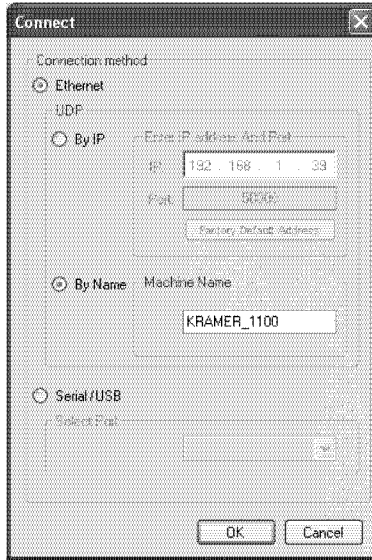 Connect
Connection method
Ethernet
UDP
By IP
Enter IP address And Port
IP:
192 . 168 . 1 . 39
Port:
50000
Factory Default Address
By Name
Machine Name
KRAMER_1100
Serial/USB
Select Port
OK
Cancel